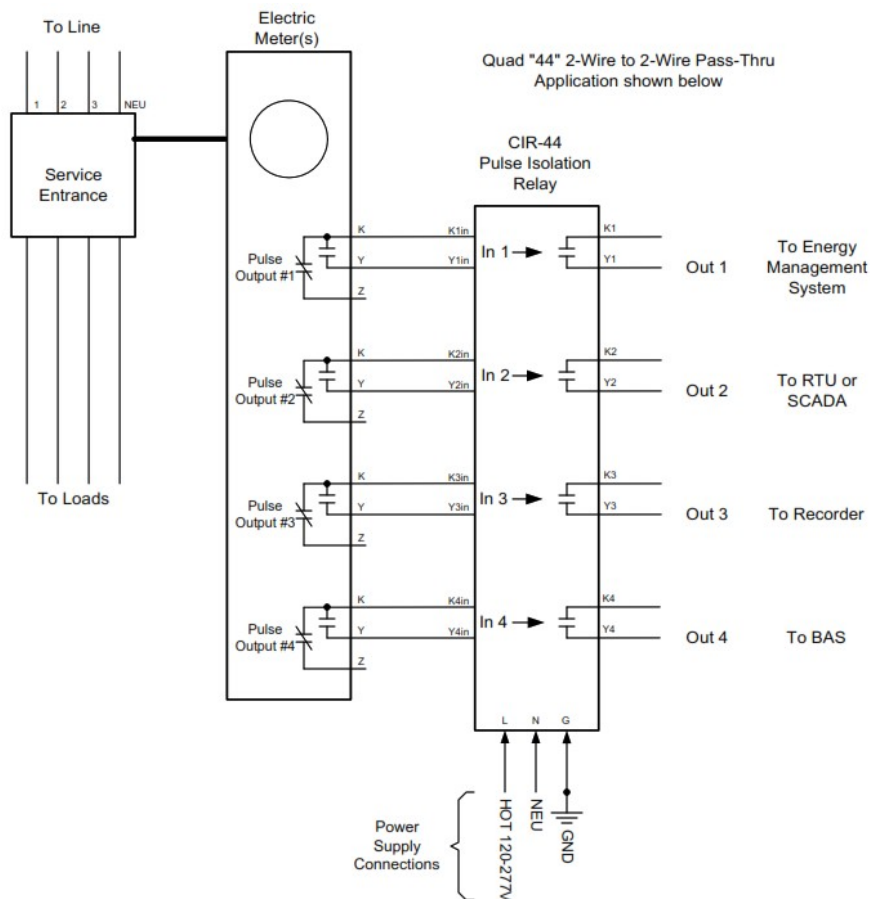 To Line
1
2
3
NEU
Service
Entrance
To Loads
Electric
Meter(s)
Quad "44" 2-Wire to 2-Wire Pass-Thru
Application shown below
CIR-44
Pulse Isolation
Relay
Pulse
Output #1
K
Y
Z
K1in
Y1in
In 1
K1
Y1
Out 1
To Energy
Management
System
Pulse
Output #2
K
Y
Z
K2in
Y2in
In 2
K2
Y2
Out 2
To RTU or
SCADA
Pulse
Output #3
K
Y
Z
K3in
Y3in
In 3
K3
Y3
Out 3
To Recorder
Pulse
Output #4
K
Y
Z
K4in
Y4in
In 4
K4
Y4
Out 4
To BAS
L
N
G
Power
Supply
Connections
HOT 120-277V
NEU
GND